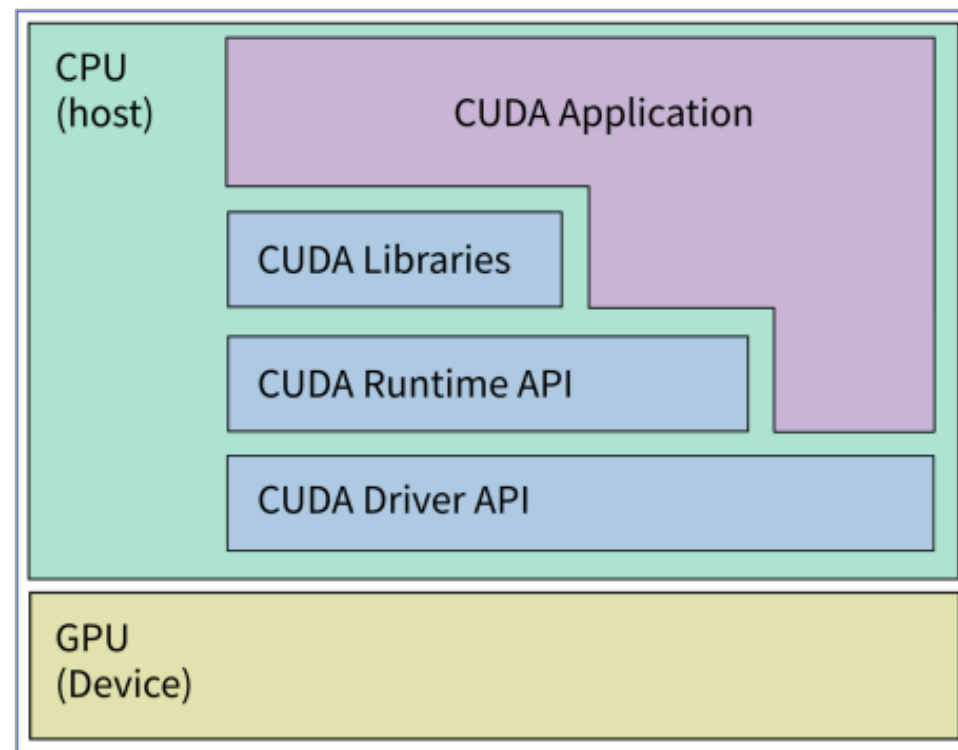 CPU
(host)
CUDA Application
CUDA Libraries
CUDA Runtime API
CUDA Driver API
GPU
(Device)